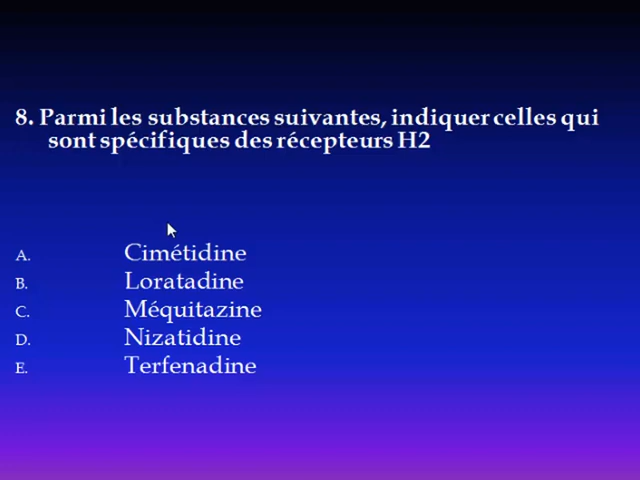 8. Parmi les substances suivantes, indiquer celles qui
sont spécifiques des récepteurs H2
A. Cimétidine
B. Loratadine
C. Méquitazine
D. Nizatidine
E. Terfenadine